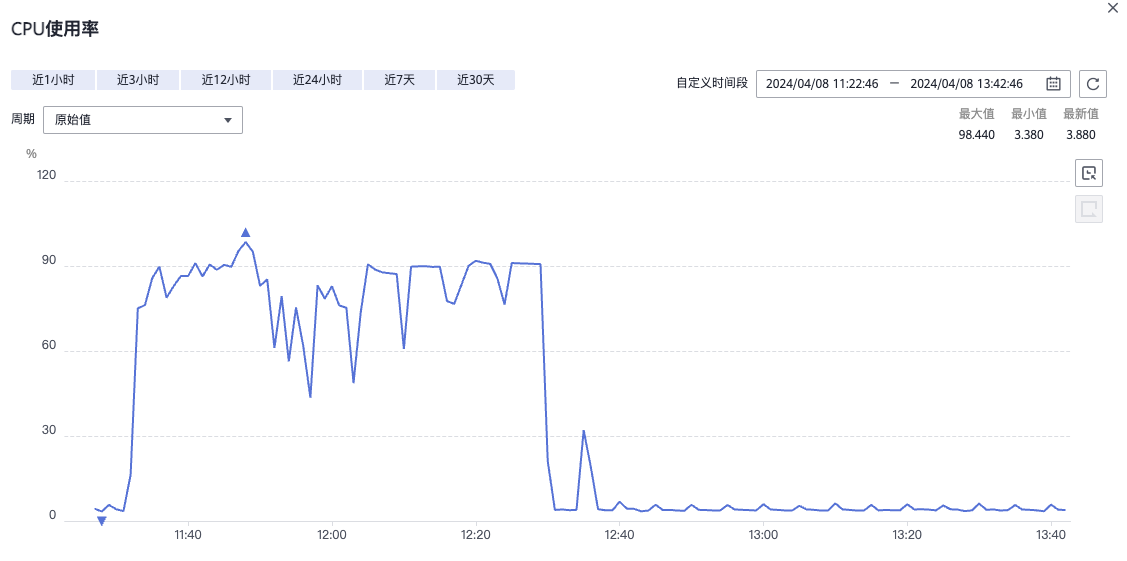 CPU使用率
近1小时 近3小时 近12小时 近24小时 近7天 近30天
自定义时间段 2024/04/08 11:22:46 — 2024/04/08 13:42:46
周期 原始值
最大值 最小值 最新值
98.440 3.380 3.880
%
120
90
60
30
0
11:40 12:00 12:20 12:40 13:00 13:20 13:40